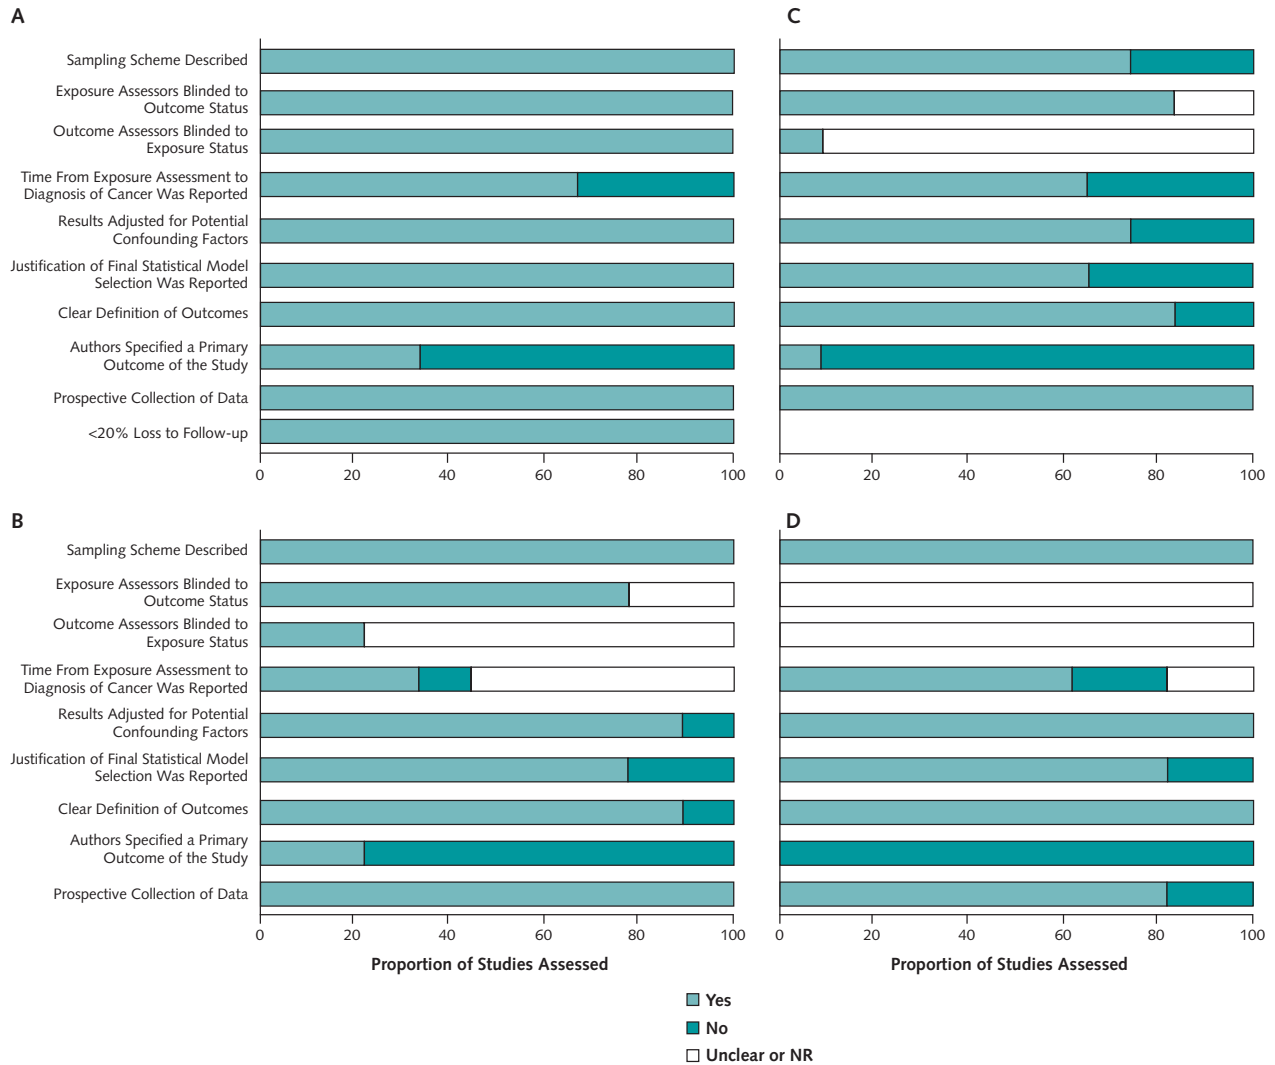 A
Sampling Scheme Described
Exposure Assessors Blinded to
Outcome Status
Outcome Assessors Blinded to
Exposure Status
Time From Exposure Assessment to
Diagnosis of Cancer Was Reported
Results Adjusted for Potential
Confounding Factors
Justification of Final Statistical Model
Selection Was Reported
Clear Definition of Outcomes
Authors Specified a Primary
Outcome of the Study
Prospective Collection of Data
<20% Loss to Follow-up
0 20 40 60 80 100
C
0 20 40 60 80 100
B
Sampling Scheme Described
Exposure Assessors Blinded to
Outcome Status
Outcome Assessors Blinded to
Exposure Status
Time From Exposure Assessment to
Diagnosis of Cancer Was Reported
Results Adjusted for Potential
Confounding Factors
Justification of Final Statistical Model
Selection Was Reported
Clear Definition of Outcomes
Authors Specified a Primary
Outcome of the Study
Prospective Collection of Data
0 20 40 60 80 100
Proportion of Studies Assessed
D
0 20 40 60 80 100
Proportion of Studies Assessed
Yes
No
Unclear or NR